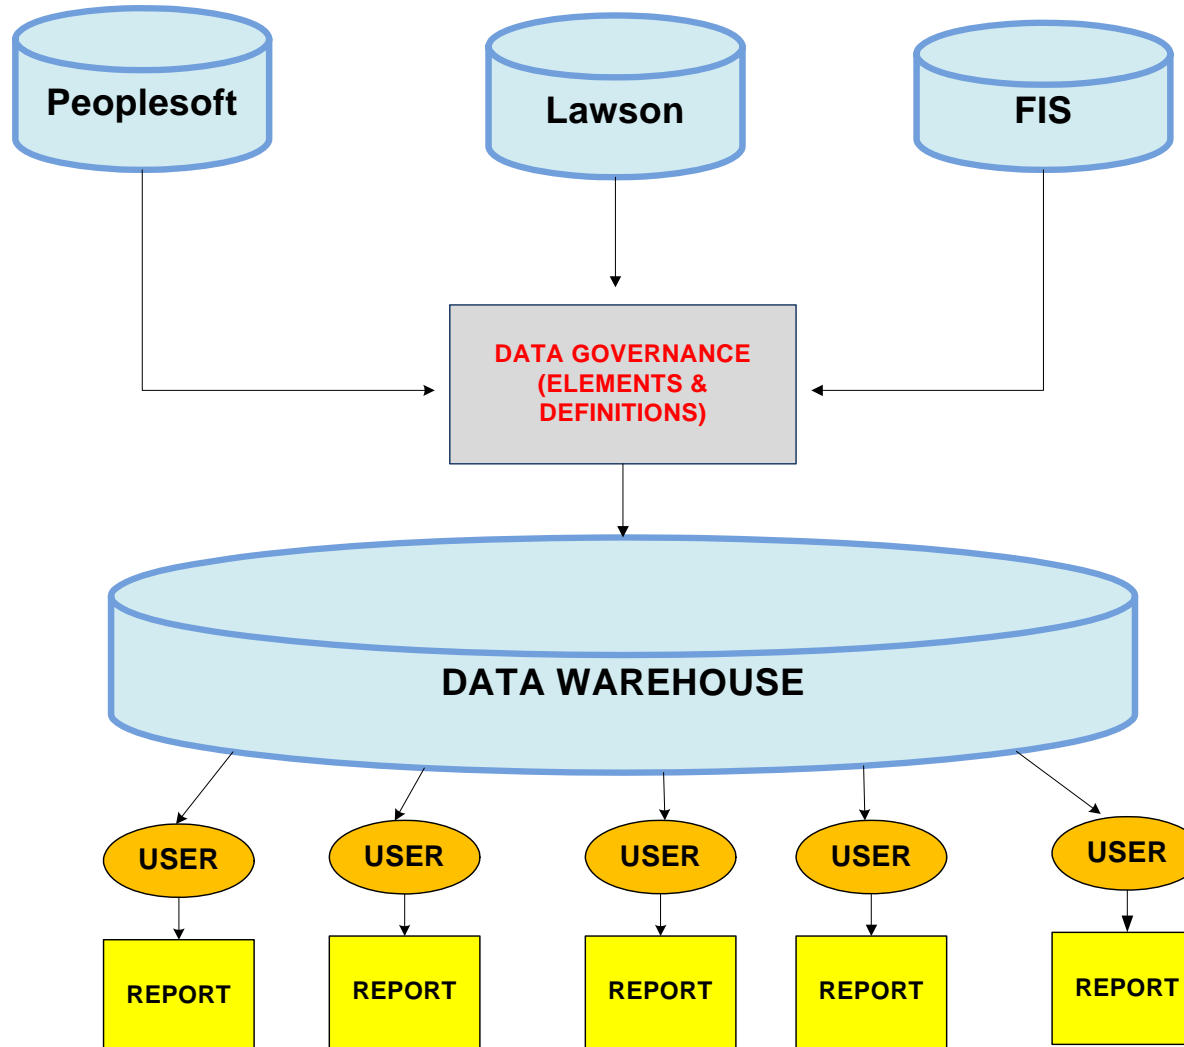 Peoplesoft
Lawson
FIS
DATA GOVERNANCE
(ELEMENTS &
DEFINITIONS)
DATA WAREHOUSE
USER
USER
USER
USER
USER
REPORT
REPORT
REPORT
REPORT
REPORT